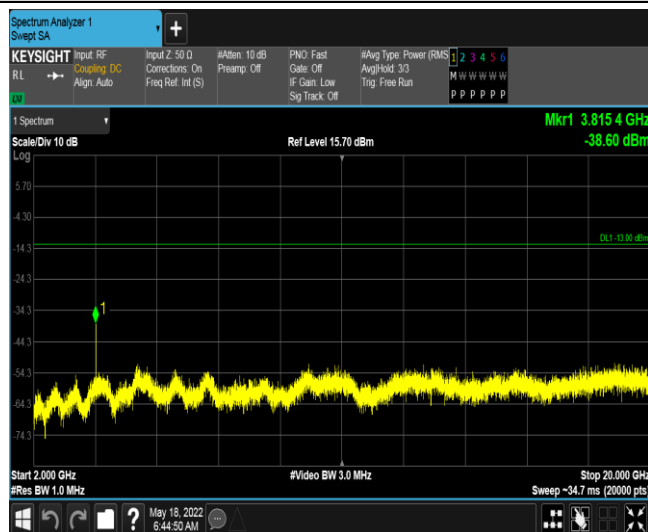 Spectrum Analyzer 1
Swept SA
+
KEYSIGHT Input: RF Input Z: 50 Ω #Atten: 10 dB PNO: Fast #Avg Type: Power (RMS 1 2 3 4 5 6
RL Coupling: DC Corrections: On Preamp: Off Gate: Off Avg|Hold: 3/3 M W W W W W
Align: Auto Freq Ref: Int (S) IF Gain: Low Trig: Free Run
LXI Sig Track: Off P P P P P P
1 Spectrum Mkr1 3.815 4 GHz
Scale/Div 10 dB Ref Level 15.70 dBm -38.60 dBm
Log
5.70
-4.30
DL1 -13.00 dBm
-14.3
-24.3
-34.3 1
-44.3
-54.3
-64.3
-74.3
Start 2.000 GHz #Video BW 3.0 MHz Stop 20.000 GHz
#Res BW 1.0 MHz Sweep ~34.7 ms (20000 pts)
? May 18, 2022
6:44:50 AM